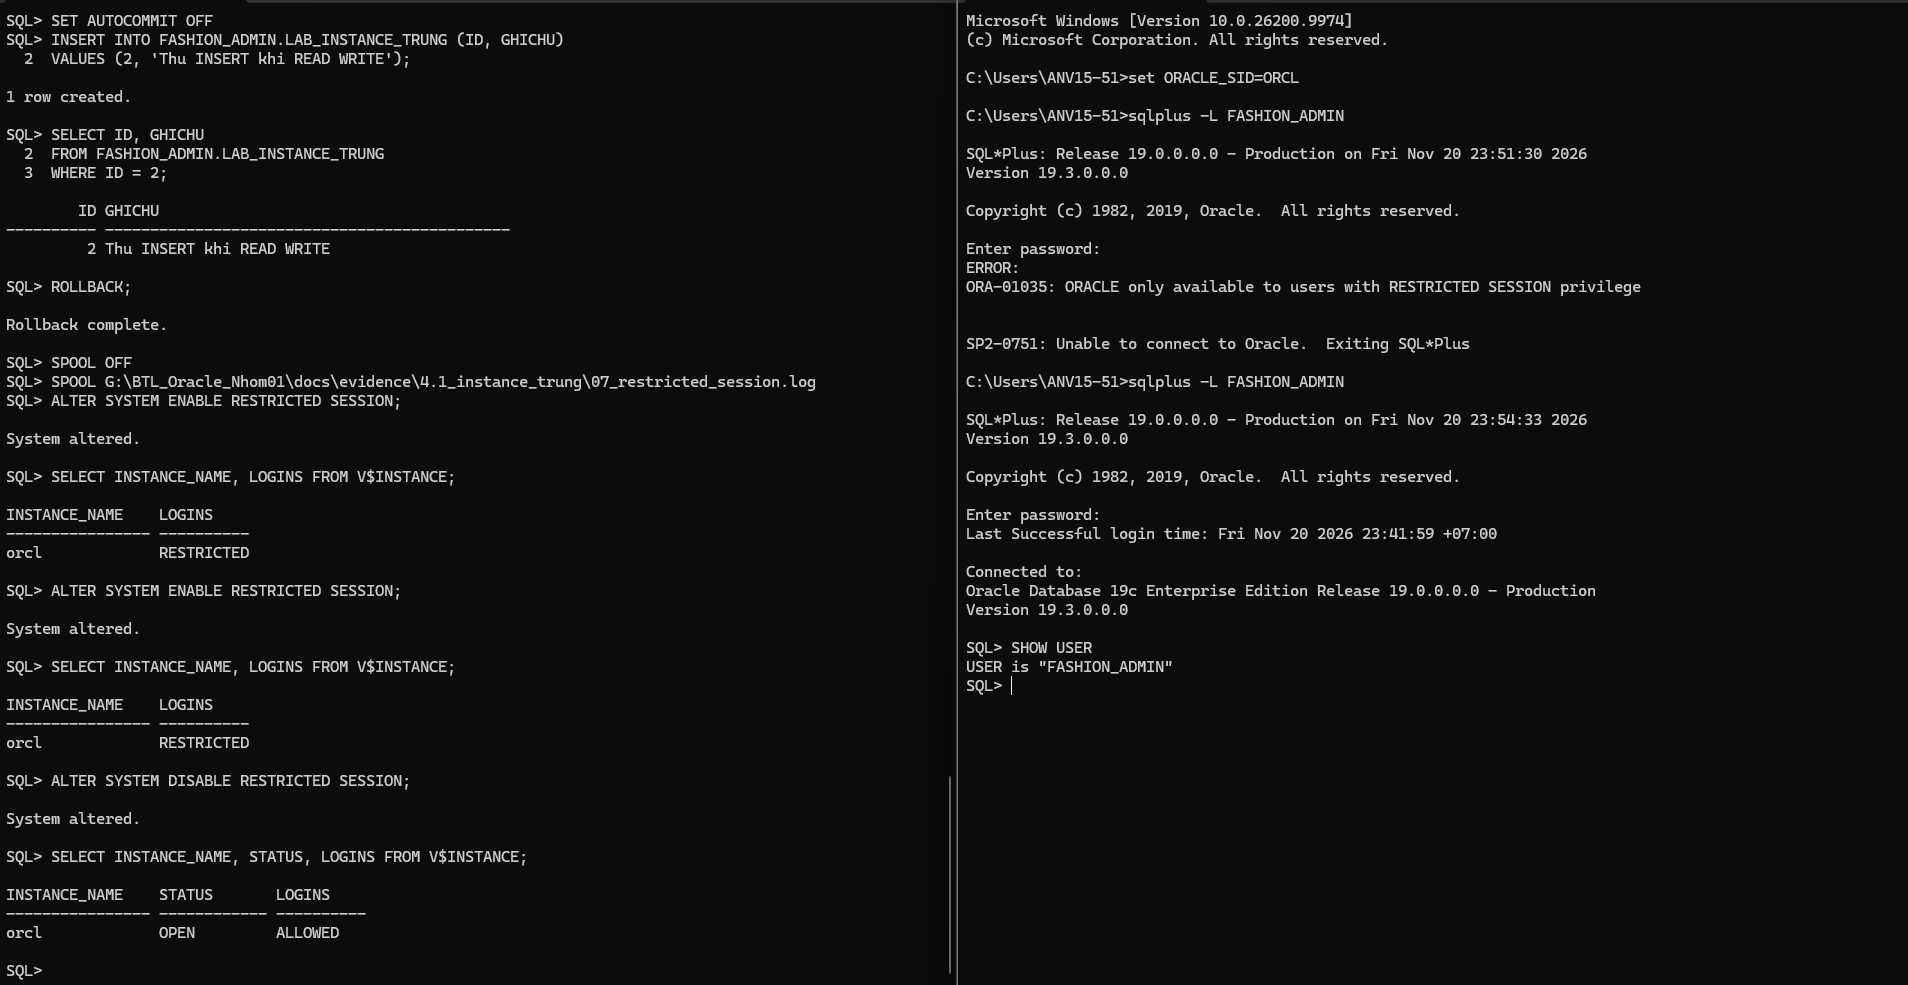 SQL> SET AUTOCOMMIT OFF
SQL> INSERT INTO FASHION_ADMIN.LAB_INSTANCE_TRUNG (ID, GHICHU)
  2  VALUES (2, 'Thu INSERT khi READ WRITE');
1 row created.
SQL> SELECT ID, GHICHU
  2  FROM FASHION_ADMIN.LAB_INSTANCE_TRUNG
  3  WHERE ID = 2;
        ID GHICHU
---------- ---------------------------------------------
         2 Thu INSERT khi READ WRITE
SQL> ROLLBACK;
Rollback complete.
SQL> SPOOL OFF
SQL> SPOOL G:\BTL_Oracle_Nhom01\docs\evidence\4.1_instance_trung\07_restricted_session.log
SQL> ALTER SYSTEM ENABLE RESTRICTED SESSION;
System altered.
SQL> SELECT INSTANCE_NAME, LOGINS FROM V$INSTANCE;
INSTANCE_NAME    LOGINS
---------------- ----------
orcl             RESTRICTED
SQL> ALTER SYSTEM ENABLE RESTRICTED SESSION;
System altered.
SQL> SELECT INSTANCE_NAME, LOGINS FROM V$INSTANCE;
INSTANCE_NAME    LOGINS
---------------- ----------
orcl             RESTRICTED
SQL> ALTER SYSTEM DISABLE RESTRICTED SESSION;
System altered.
SQL> SELECT INSTANCE_NAME, STATUS, LOGINS FROM V$INSTANCE;
INSTANCE_NAME    STATUS       LOGINS
---------------- ------------ ----------
orcl             OPEN         ALLOWED
SQL>
Microsoft Windows [Version 10.0.26200.9974]
(c) Microsoft Corporation. All rights reserved.
C:\Users\ANV15-51>set ORACLE_SID=ORCL
C:\Users\ANV15-51>sqlplus -L FASHION_ADMIN
SQL*Plus: Release 19.0.0.0.0 - Production on Fri Nov 20 23:51:30 2026
Version 19.3.0.0.0
Copyright (c) 1982, 2019, Oracle.  All rights reserved.
Enter password:
ERROR:
ORA-01035: ORACLE only available to users with RESTRICTED SESSION privilege
SP2-0751: Unable to connect to Oracle.  Exiting SQL*Plus
C:\Users\ANV15-51>sqlplus -L FASHION_ADMIN
SQL*Plus: Release 19.0.0.0.0 - Production on Fri Nov 20 23:54:33 2026
Version 19.3.0.0.0
Copyright (c) 1982, 2019, Oracle.  All rights reserved.
Enter password:
Last Successful login time: Fri Nov 20 2026 23:41:59 +07:00
Connected to:
Oracle Database 19c Enterprise Edition Release 19.0.0.0.0 - Production
Version 19.3.0.0.0
SQL> SHOW USER
USER is "FASHION_ADMIN"
SQL>